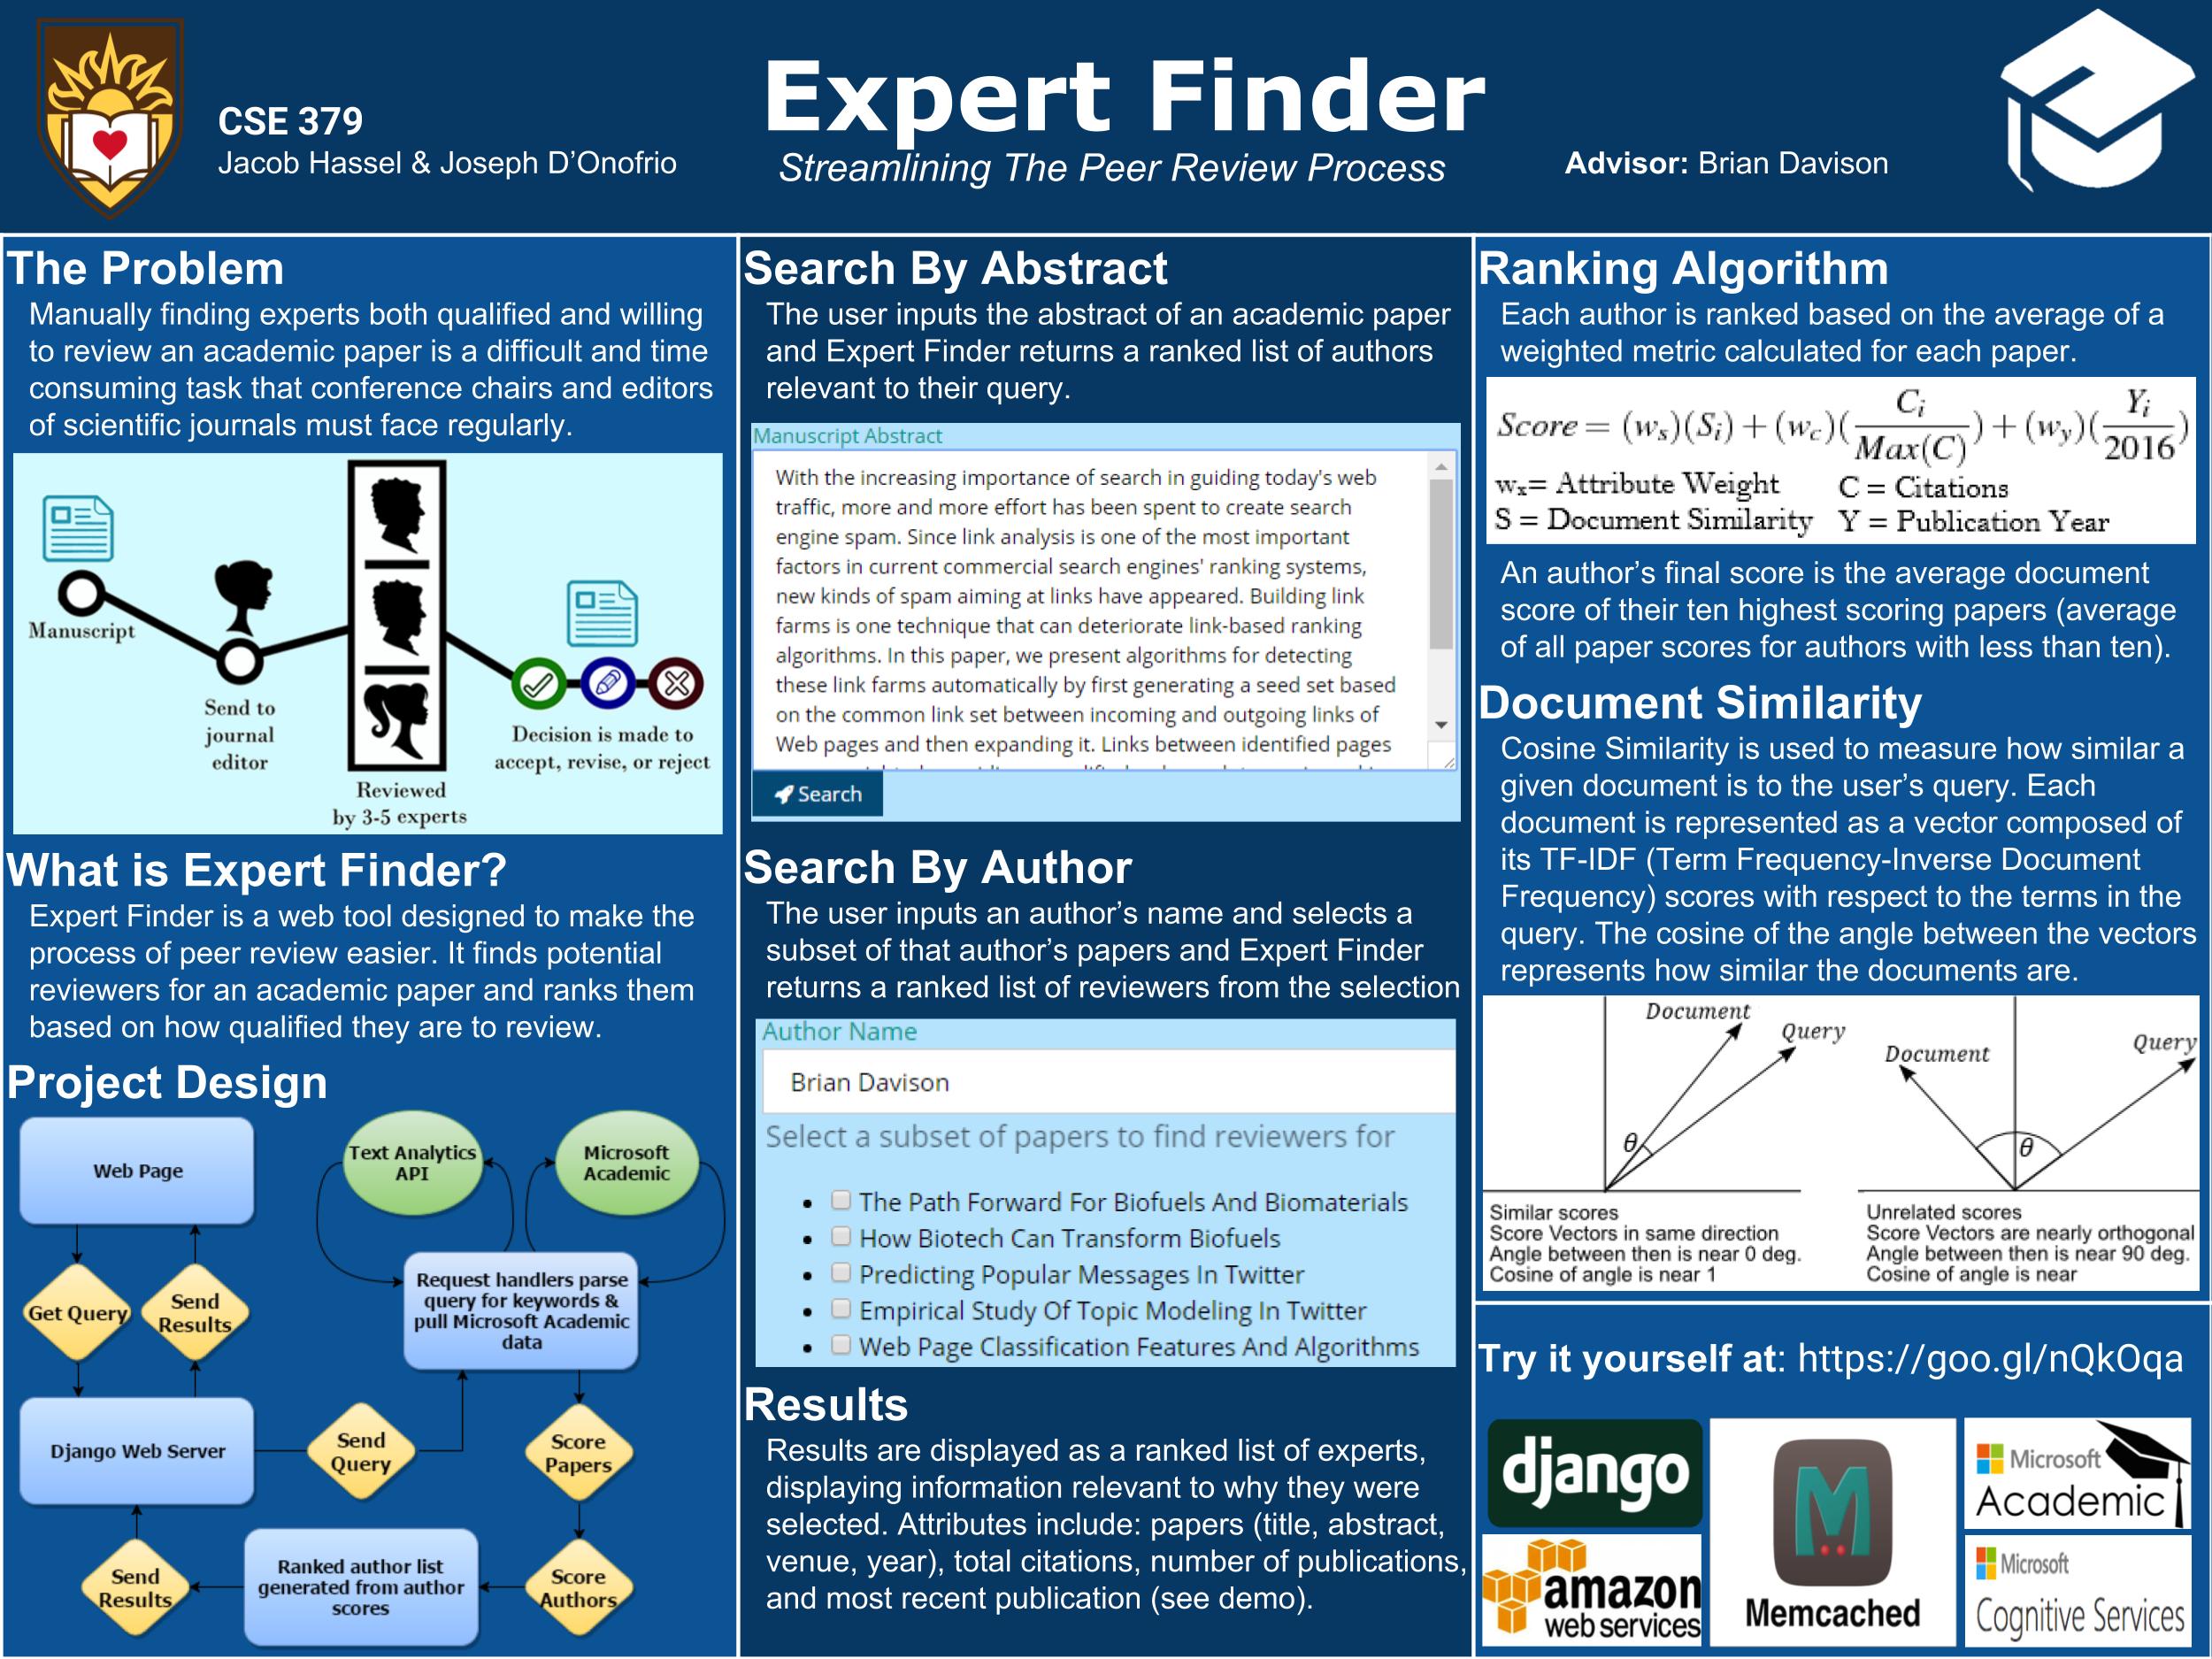 CSE 379
Jacob Hassel & Joseph D’Onofrio
Expert Finder
Streamlining The Peer Review Process
Advisor: Brian Davison
The Problem
Manually finding experts both qualified and willing
to review an academic paper is a difficult and time
consuming task that conference chairs and editors
of scientific journals must face regularly.
Manuscript
Send to
journal
editor
Reviewed
by 3-5 experts
Decision is made to
accept, revise, or reject
What is Expert Finder?
Expert Finder is a web tool designed to make the
process of peer review easier. It finds potential
reviewers for an academic paper and ranks them
based on how qualified they are to review.
Project Design
Web Page
Text Analytics
API
Microsoft
Academic
Get Query
Send
Results
Request handlers parse
query for keywords &
pull Microsoft Academic
data
Django Web Server
Send
Query
Score
Papers
Send
Results
Ranked author list
generated from author
scores
Score
Authors
Search By Abstract
The user inputs the abstract of an academic paper
and Expert Finder returns a ranked list of authors
relevant to their query.
Manuscript Abstract
With the increasing importance of search in guiding today's web
traffic, more and more effort has been spent to create search
engine spam. Since link analysis is one of the most important
factors in current commercial search engines' ranking systems,
new kinds of spam aiming at links have appeared. Building link
farms is one technique that can deteriorate link-based ranking
algorithms. In this paper, we present algorithms for detecting
these link farms automatically by first generating a seed set based
on the common link set between incoming and outgoing links of
Web pages and then expanding it. Links between identified pages
Search
Search By Author
The user inputs an author’s name and selects a
subset of that author’s papers and Expert Finder
returns a ranked list of reviewers from the selection
Author Name
Brian Davison
Select a subset of papers to find reviewers for
• The Path Forward For Biofuels And Biomaterials
• How Biotech Can Transform Biofuels
• Predicting Popular Messages In Twitter
• Empirical Study Of Topic Modeling In Twitter
• Web Page Classification Features And Algorithms
Results
Results are displayed as a ranked list of experts,
displaying information relevant to why they were
selected. Attributes include: papers (title, abstract,
venue, year), total citations, number of publications,
and most recent publication (see demo).
Ranking Algorithm
Each author is ranked based on the average of a
weighted metric calculated for each paper.
Score = (w_s)(S_i) + (w_c)(C_i/Max(C)) + (w_y)(Y_i/2016)
w_x= Attribute Weight C = Citations
S = Document Similarity Y = Publication Year
An author’s final score is the average document
score of their ten highest scoring papers (average
of all paper scores for authors with less than ten).
Document Similarity
Cosine Similarity is used to measure how similar a
given document is to the user’s query. Each
document is represented as a vector composed of
its TF-IDF (Term Frequency-Inverse Document
Frequency) scores with respect to the terms in the
query. The cosine of the angle between the vectors
represents how similar the documents are.
Document
Query
θ
Similar scores
Score Vectors in same direction
Angle between then is near 0 deg.
Cosine of angle is near 1
Document
Query
θ
Unrelated scores
Score Vectors are nearly orthogonal
Angle between then is near 90 deg.
Cosine of angle is near
Try it yourself at: https://goo.gl/nQkOqa
django
amazon
web services
Memcached
Microsoft
Academic
Microsoft
Cognitive Services